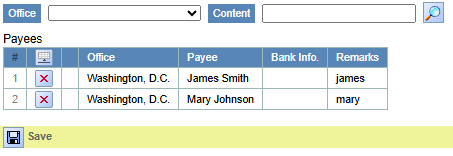 Office Content
Payees
# Office Payee Bank Info. Remarks
1 Washington, D.C. James Smith james
2 Washington, D.C. Mary Johnson mary
Save